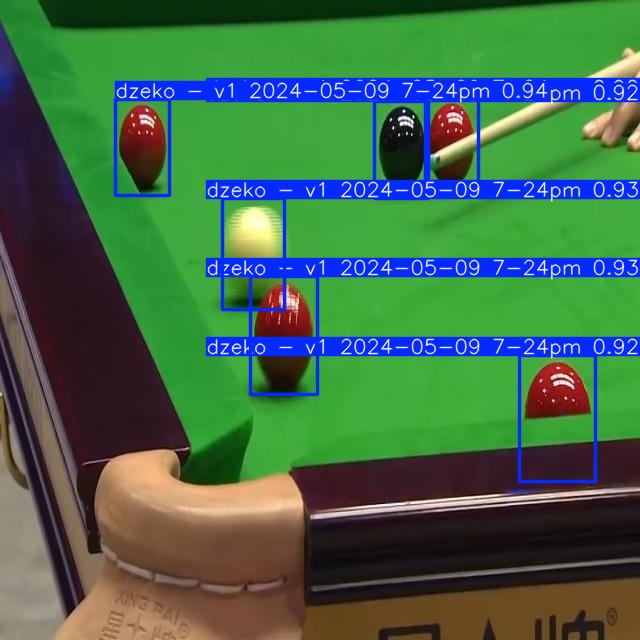 dzeko - v1 2024-05-09 7-24pm 0.94pm 0.92
dzeko - v1 2024-05-09 7-24pm 0.93
dzeko - v1 2024-05-09 7-24pm 0.93
dzeko - v1 2024-05-09 7-24pm 0.92
XING PAI®
星牌